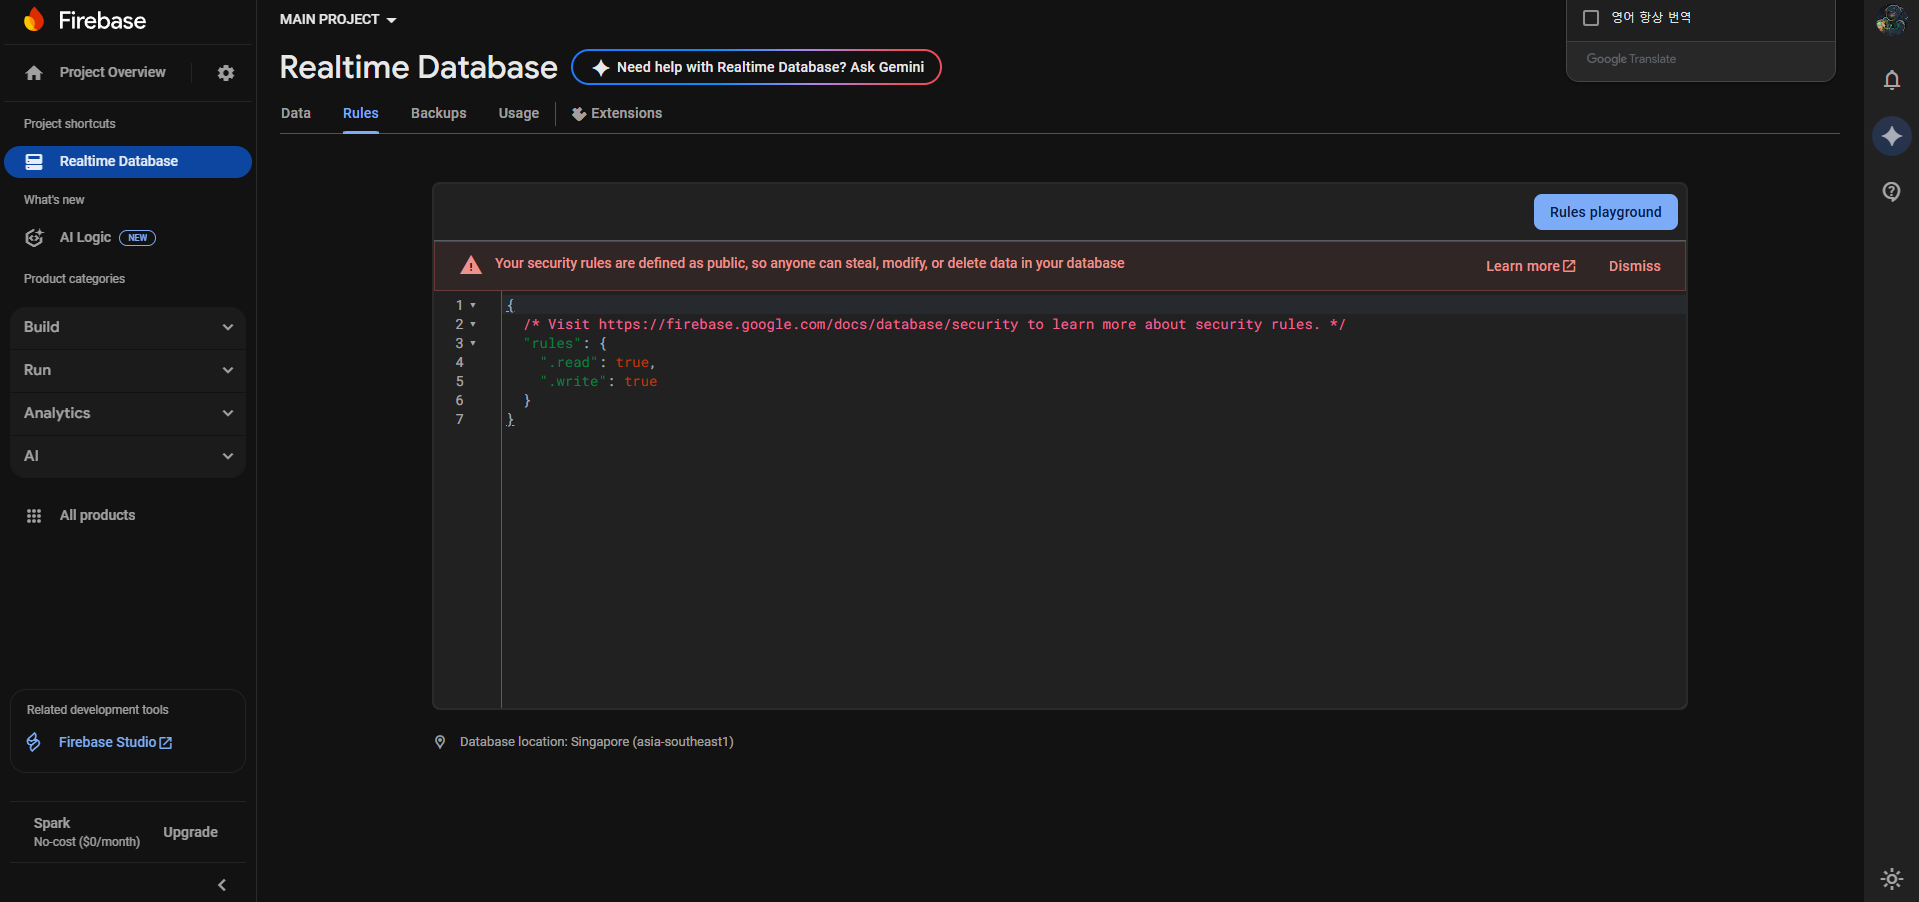 Firebase
Project Overview
Project shortcuts
Realtime Database
What's new
AI Logic NEW
Product categories
Build
Run
Analytics
AI
All products
Related development tools
Firebase Studio
Spark
No-cost ($0/month)
Upgrade
MAIN PROJECT
Realtime Database
Need help with Realtime Database? Ask Gemini
Data Rules Backups Usage Extensions
영어 항상 번역
Google Translate
Rules playground
Your security rules are defined as public, so anyone can steal, modify, or delete data in your database
Learn more Dismiss
1 {
2 /* Visit https://firebase.google.com/docs/database/security to learn more about security rules. */
3 "rules": {
4 ".read": true,
5 ".write": true
6 }
7 }
Database location: Singapore (asia-southeast1)